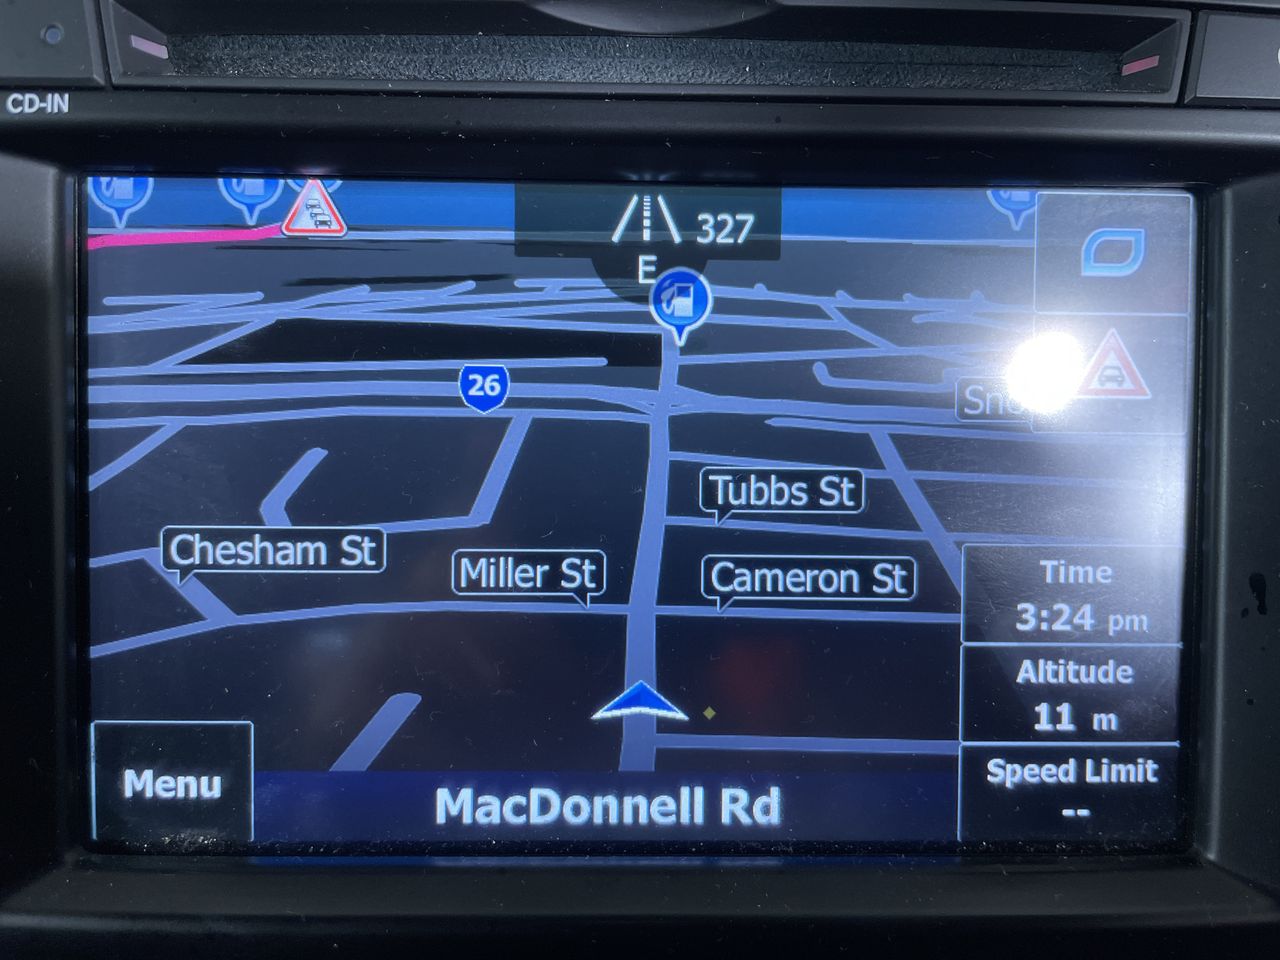 CD-IN
327
E
26
Sno
Tubbs St
Chesham St
Miller St
Cameron St
Time
3:24 pm
Altitude
11 m
Menu
MacDonnell Rd
Speed Limit
--